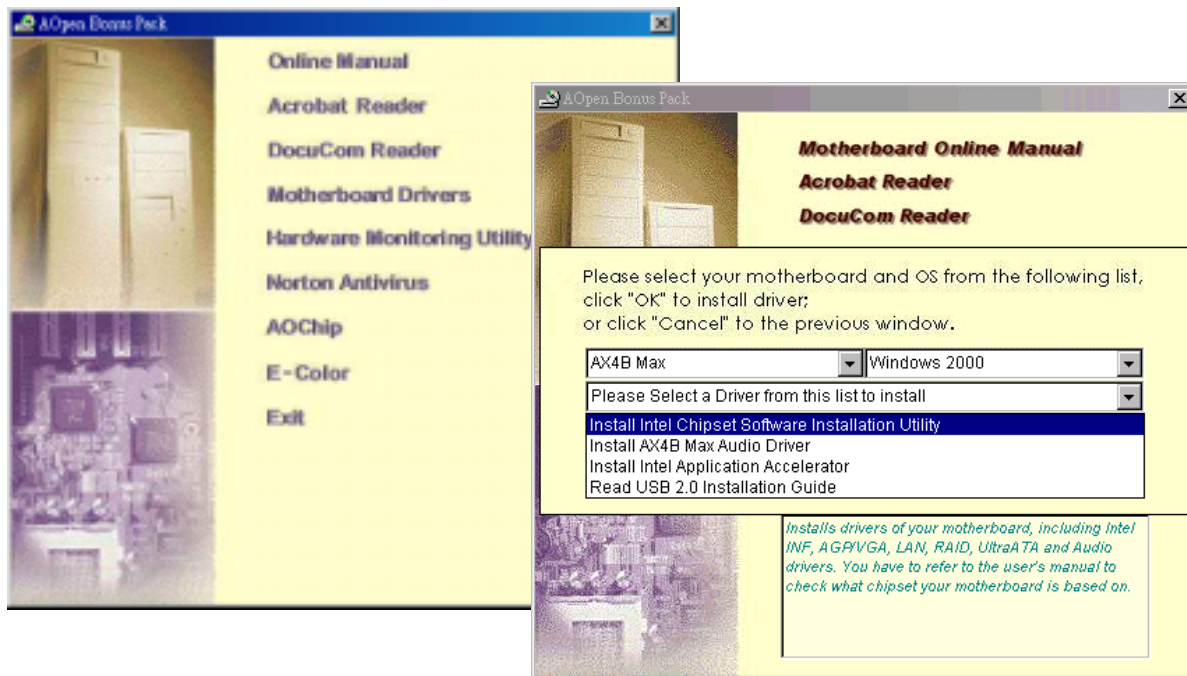 AOpen Bonus Pack
Online Manual
Acrobat Reader
DocuCom Reader
Motherboard Drivers
Hardware Monitoring Utility
Norton Antivirus
AOChip
E-Color
Exit
AOpen Bonus Pack
Motherboard Online Manual
Acrobat Reader
DocuCom Reader
Please select your motherboard and OS from the following list,
click "OK" to install driver;
or click "Cancel" to the previous window.
AX4B Max
Windows 2000
Please Select a Driver from this list to install
Install Intel Chipset Software Installation Utility
Install AX4B Max Audio Driver
Install Intel Application Accelerator
Read USB 2.0 Installation Guide
Installs drivers of your motherboard, including Intel
INF, AGP/VGA, LAN, RAID, UltraATA and Audio
drivers. You have to refer to the user's manual to
check what chipset your motherboard is based on.